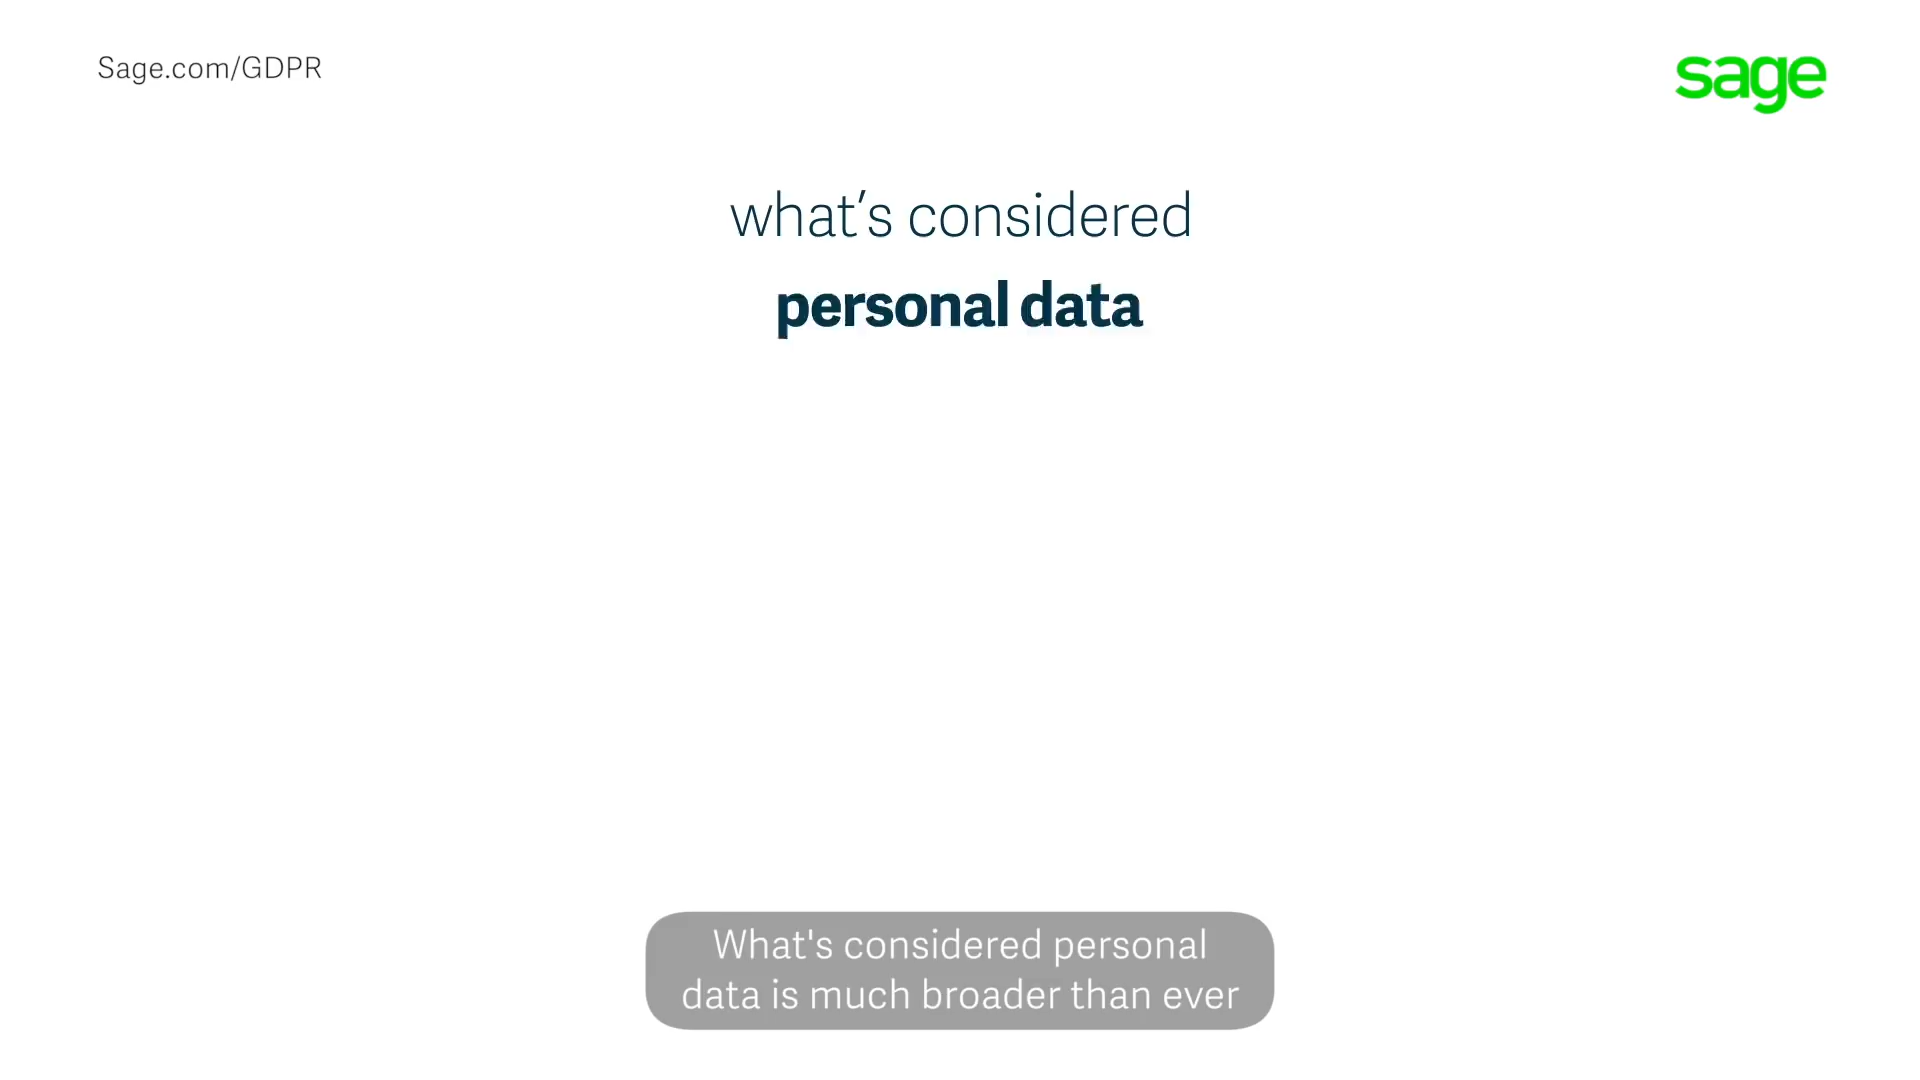 Sage.com/GDPR
sage
what's considered
personal data
What's considered personal
data is much broader than ever